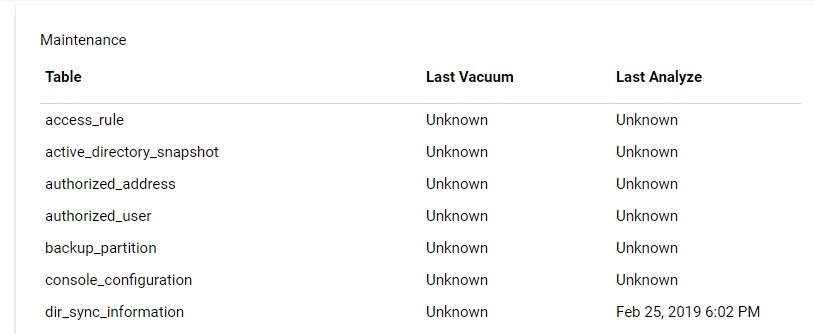 Maintenance
Table Last Vacuum Last Analyze
access_rule Unknown Unknown
active_directory_snapshot Unknown Unknown
authorized_address Unknown Unknown
authorized_user Unknown Unknown
backup_partition Unknown Unknown
console_configuration Unknown Unknown
dir_sync_information Unknown Feb 25, 2019 6:02 PM